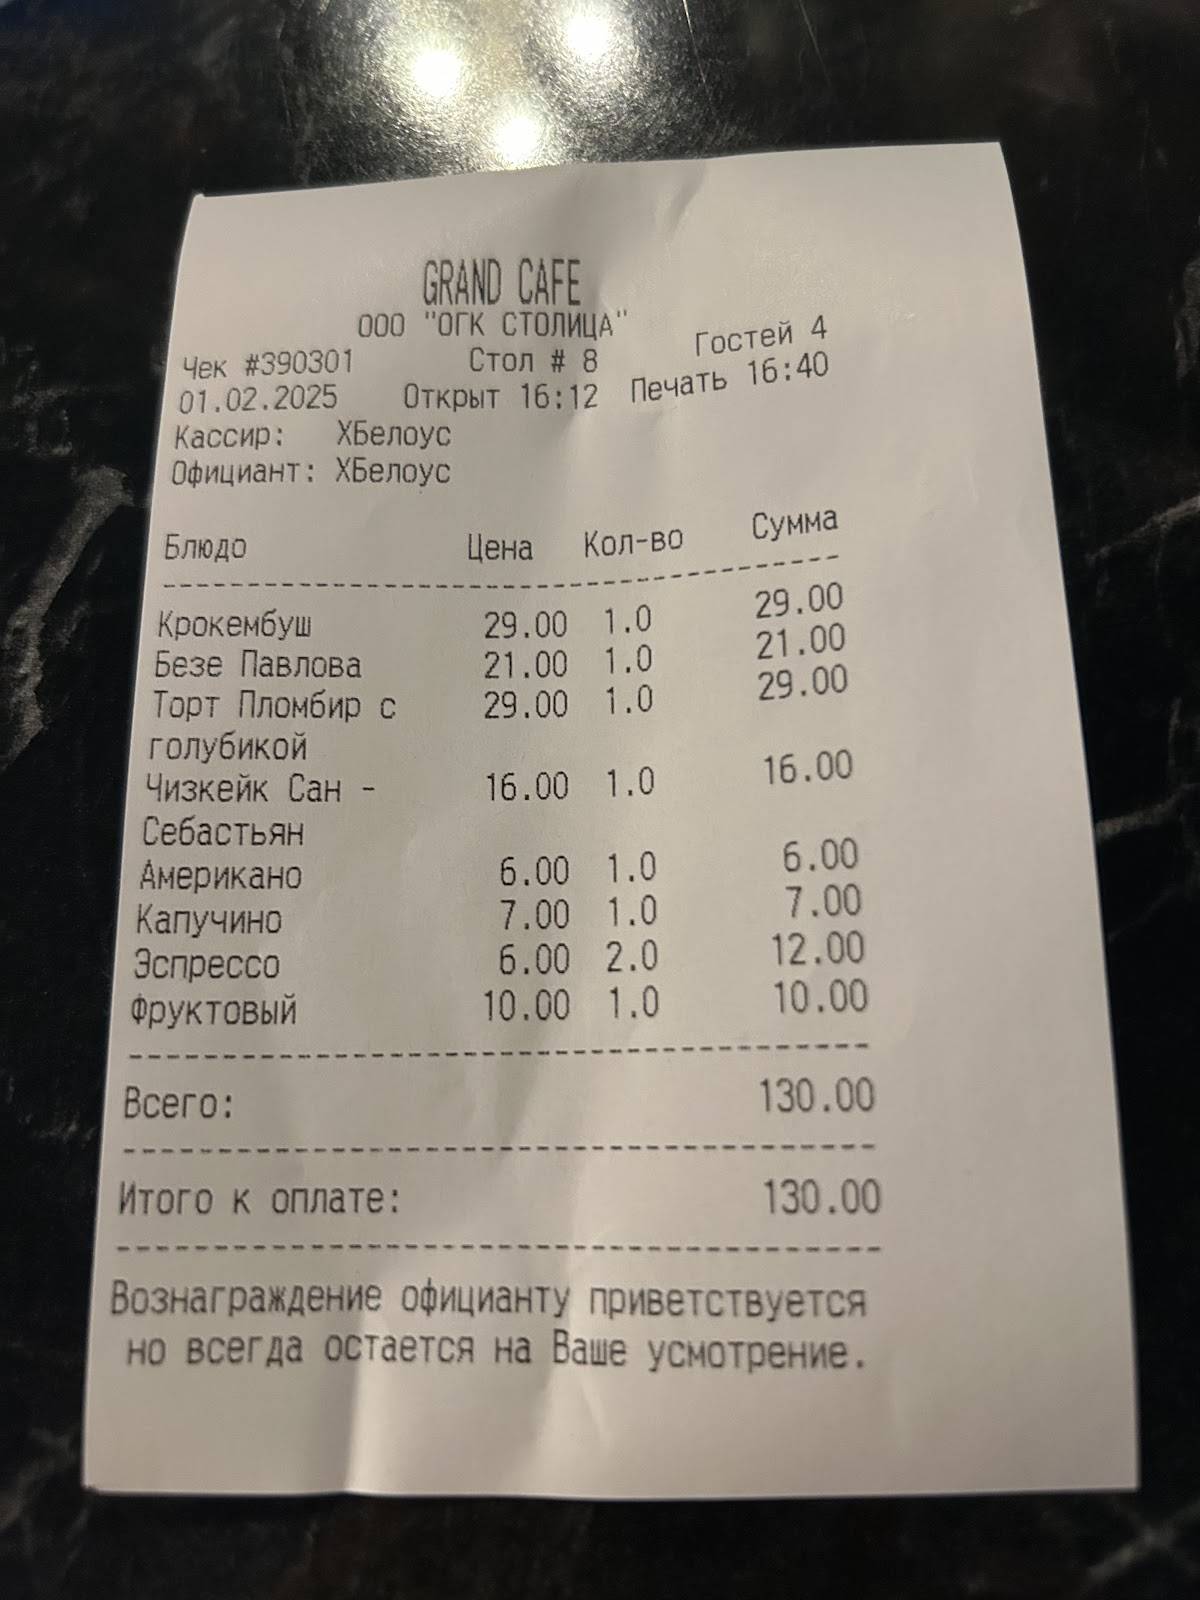 GRAND CAFE
ООО "ОГК СТОЛИЦА"
Чек #390301 Стол # 8 Гостей 4
01.02.2025 Открыт 16:12 Печать 16:40
Кассир: ХБелоус
Официант: ХБелоус
Блюдо Цена Кол-во Сумма
Крокембуш 29.00 1.0 29.00
Безе Павлова 21.00 1.0 21.00
Торт Пломбир с 29.00 1.0 29.00
голубикой
Чизкейк Сан - 16.00 1.0 16.00
Себастьян
Американо 6.00 1.0 6.00
Капучино 7.00 1.0 7.00
Эспрессо 6.00 2.0 12.00
Фруктовый 10.00 1.0 10.00
Всего: 130.00
Итого к оплате: 130.00
Вознаграждение официанту приветствуется
но всегда остается на Ваше усмотрение.